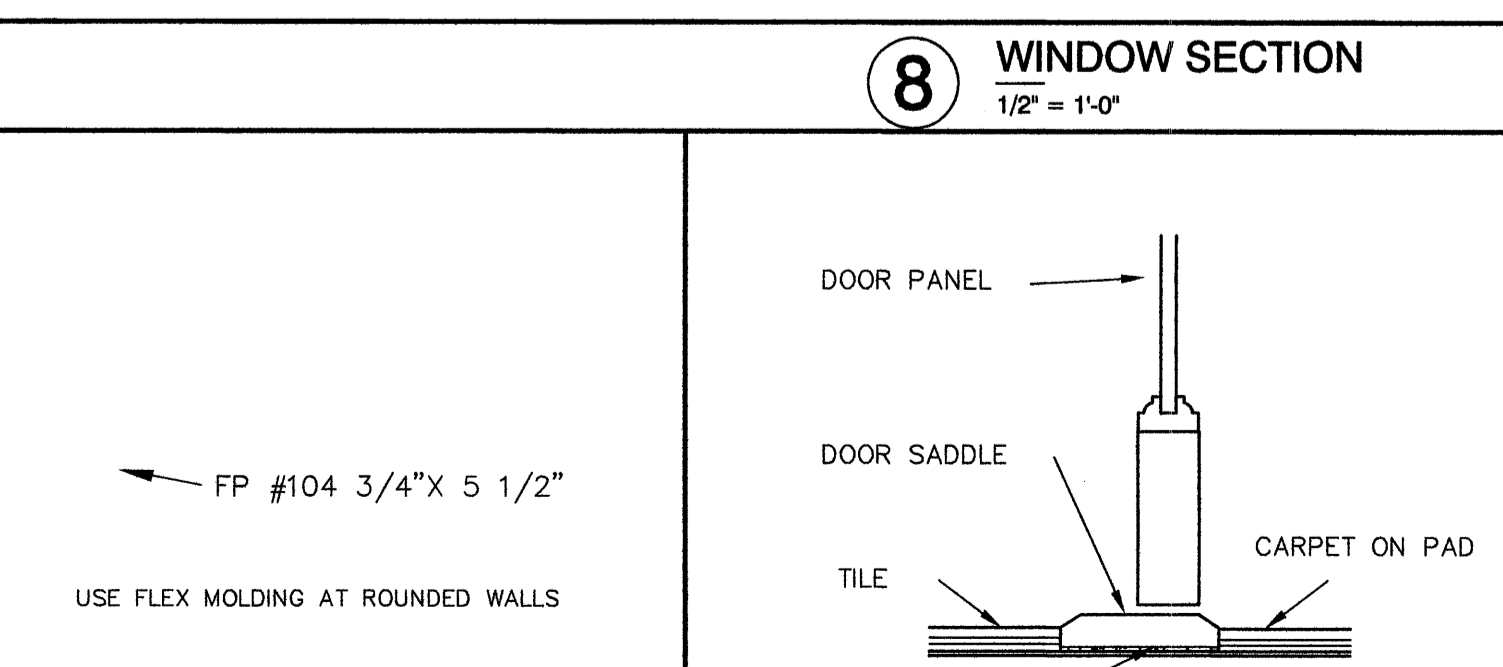 8
WINDOW SECTION
1/2" = 1'-0"
DOOR PANEL
DOOR SADDLE
FP #104 3/4"X 5 1/2"
CARPET ON PAD
TILE
USE FLEX MOLDING AT ROUNDED WALLS